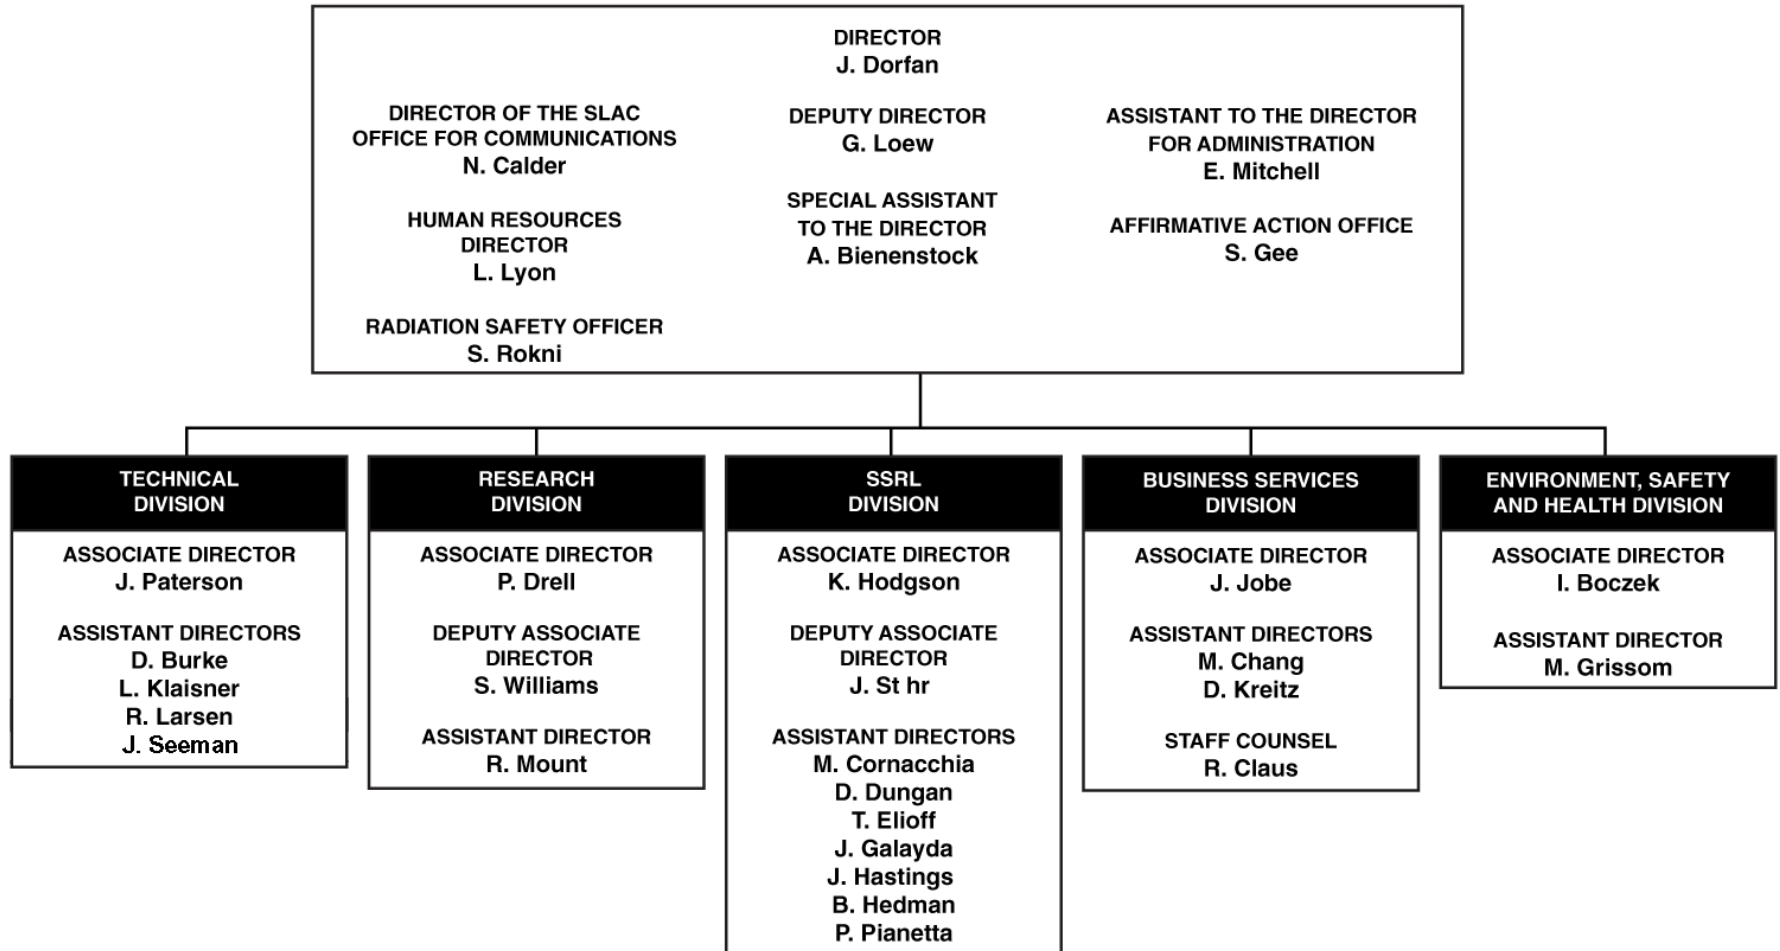 DIRECTOR
J. Dorfan
DIRECTOR OF THE SLAC
OFFICE FOR COMMUNICATIONS
N. Calder
HUMAN RESOURCES
DIRECTOR
L. Lyon
RADIATION SAFETY OFFICER
S. Rokni
DEPUTY DIRECTOR
G. Loew
SPECIAL ASSISTANT
TO THE DIRECTOR
A. Bienenstock
ASSISTANT TO THE DIRECTOR
FOR ADMINISTRATION
E. Mitchell
AFFIRMATIVE ACTION OFFICE
S. Gee
TECHNICAL
DIVISION
ASSOCIATE DIRECTOR
J. Paterson
ASSISTANT DIRECTORS
D. Burke
L. Klaisner
R. Larsen
J. Seeman
RESEARCH
DIVISION
ASSOCIATE DIRECTOR
P. Drell
DEPUTY ASSOCIATE
DIRECTOR
S. Williams
ASSISTANT DIRECTOR
R. Mount
SSRL
DIVISION
ASSOCIATE DIRECTOR
K. Hodgson
DEPUTY ASSOCIATE
DIRECTOR
J. St hr
ASSISTANT DIRECTORS
M. Cornacchia
D. Dungan
T. Elioff
J. Galayda
J. Hastings
B. Hedman
P. Pianetta
BUSINESS SERVICES
DIVISION
ASSOCIATE DIRECTOR
J. Jobe
ASSISTANT DIRECTORS
M. Chang
D. Kreitz
STAFF COUNSEL
R. Claus
ENVIRONMENT, SAFETY
AND HEALTH DIVISION
ASSOCIATE DIRECTOR
I. Boczek
ASSISTANT DIRECTOR
M. Grissom